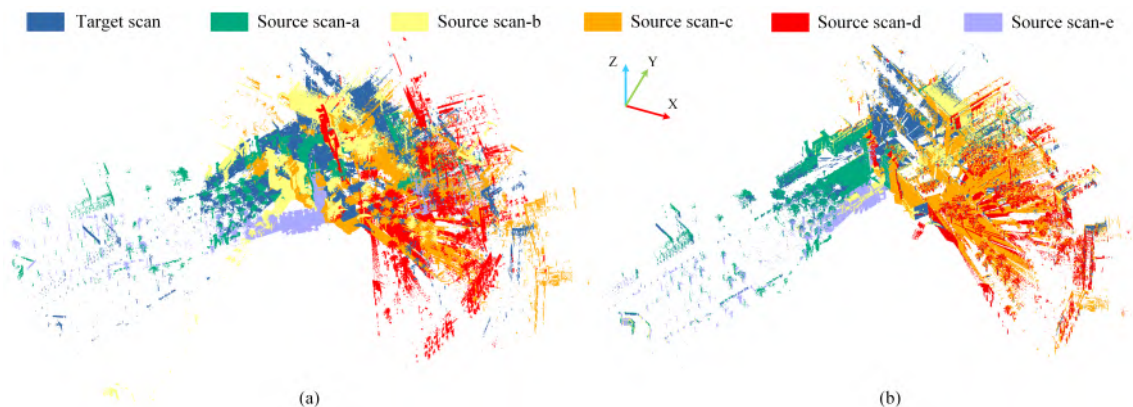 Target scan Source scan-a Source scan-b Source scan-c Source scan-d Source scan-e
Z Y
X
(a) (b)